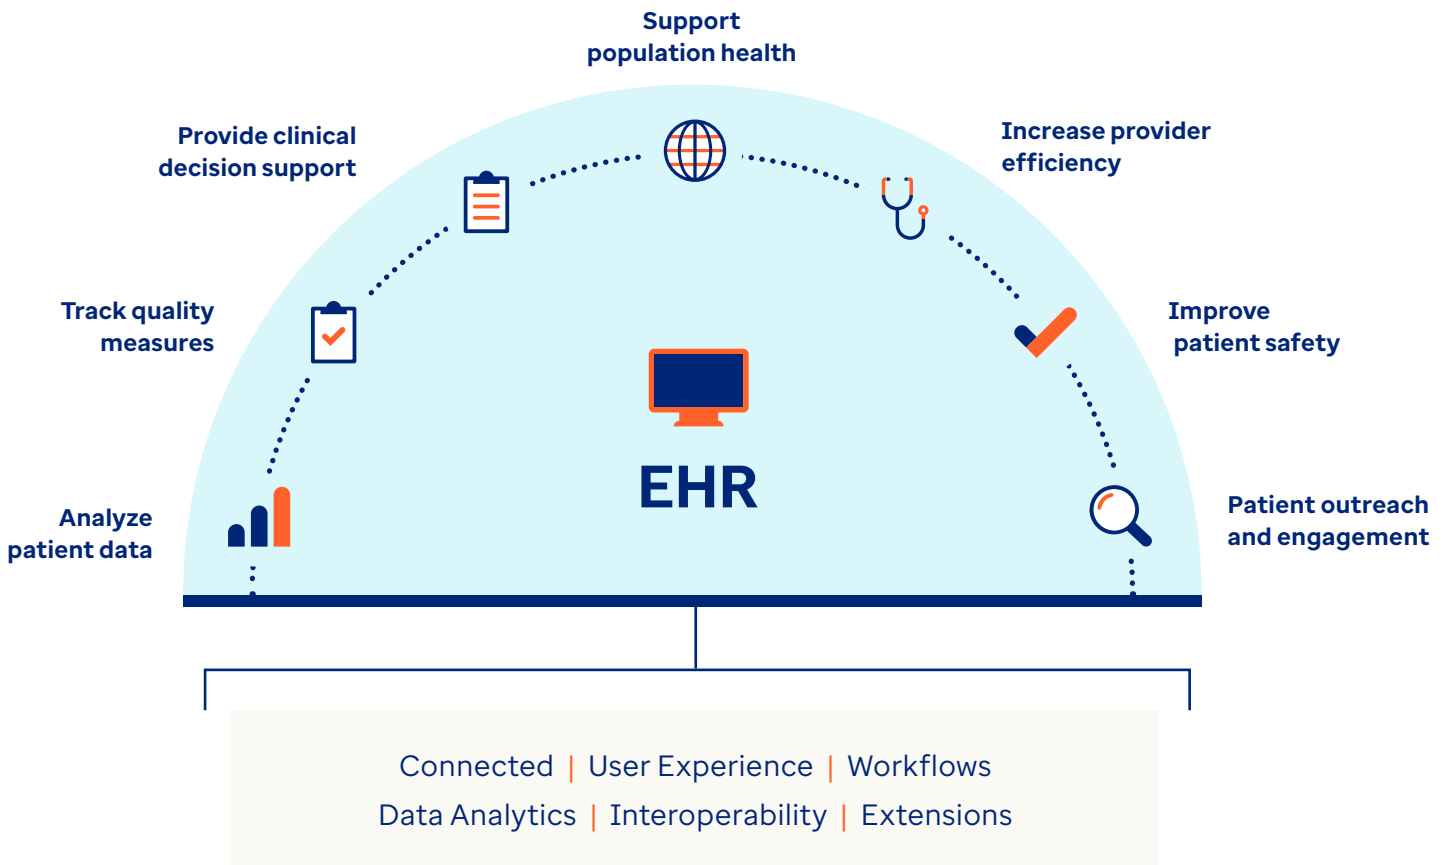 Support
population health
Provide clinical
decision support
Increase provider
efficiency
Track quality
measures
Improve
patient safety
Analyze
patient data
Patient outreach
and engagement
EHR
Connected | User Experience | Workflows
Data Analytics | Interoperability | Extensions